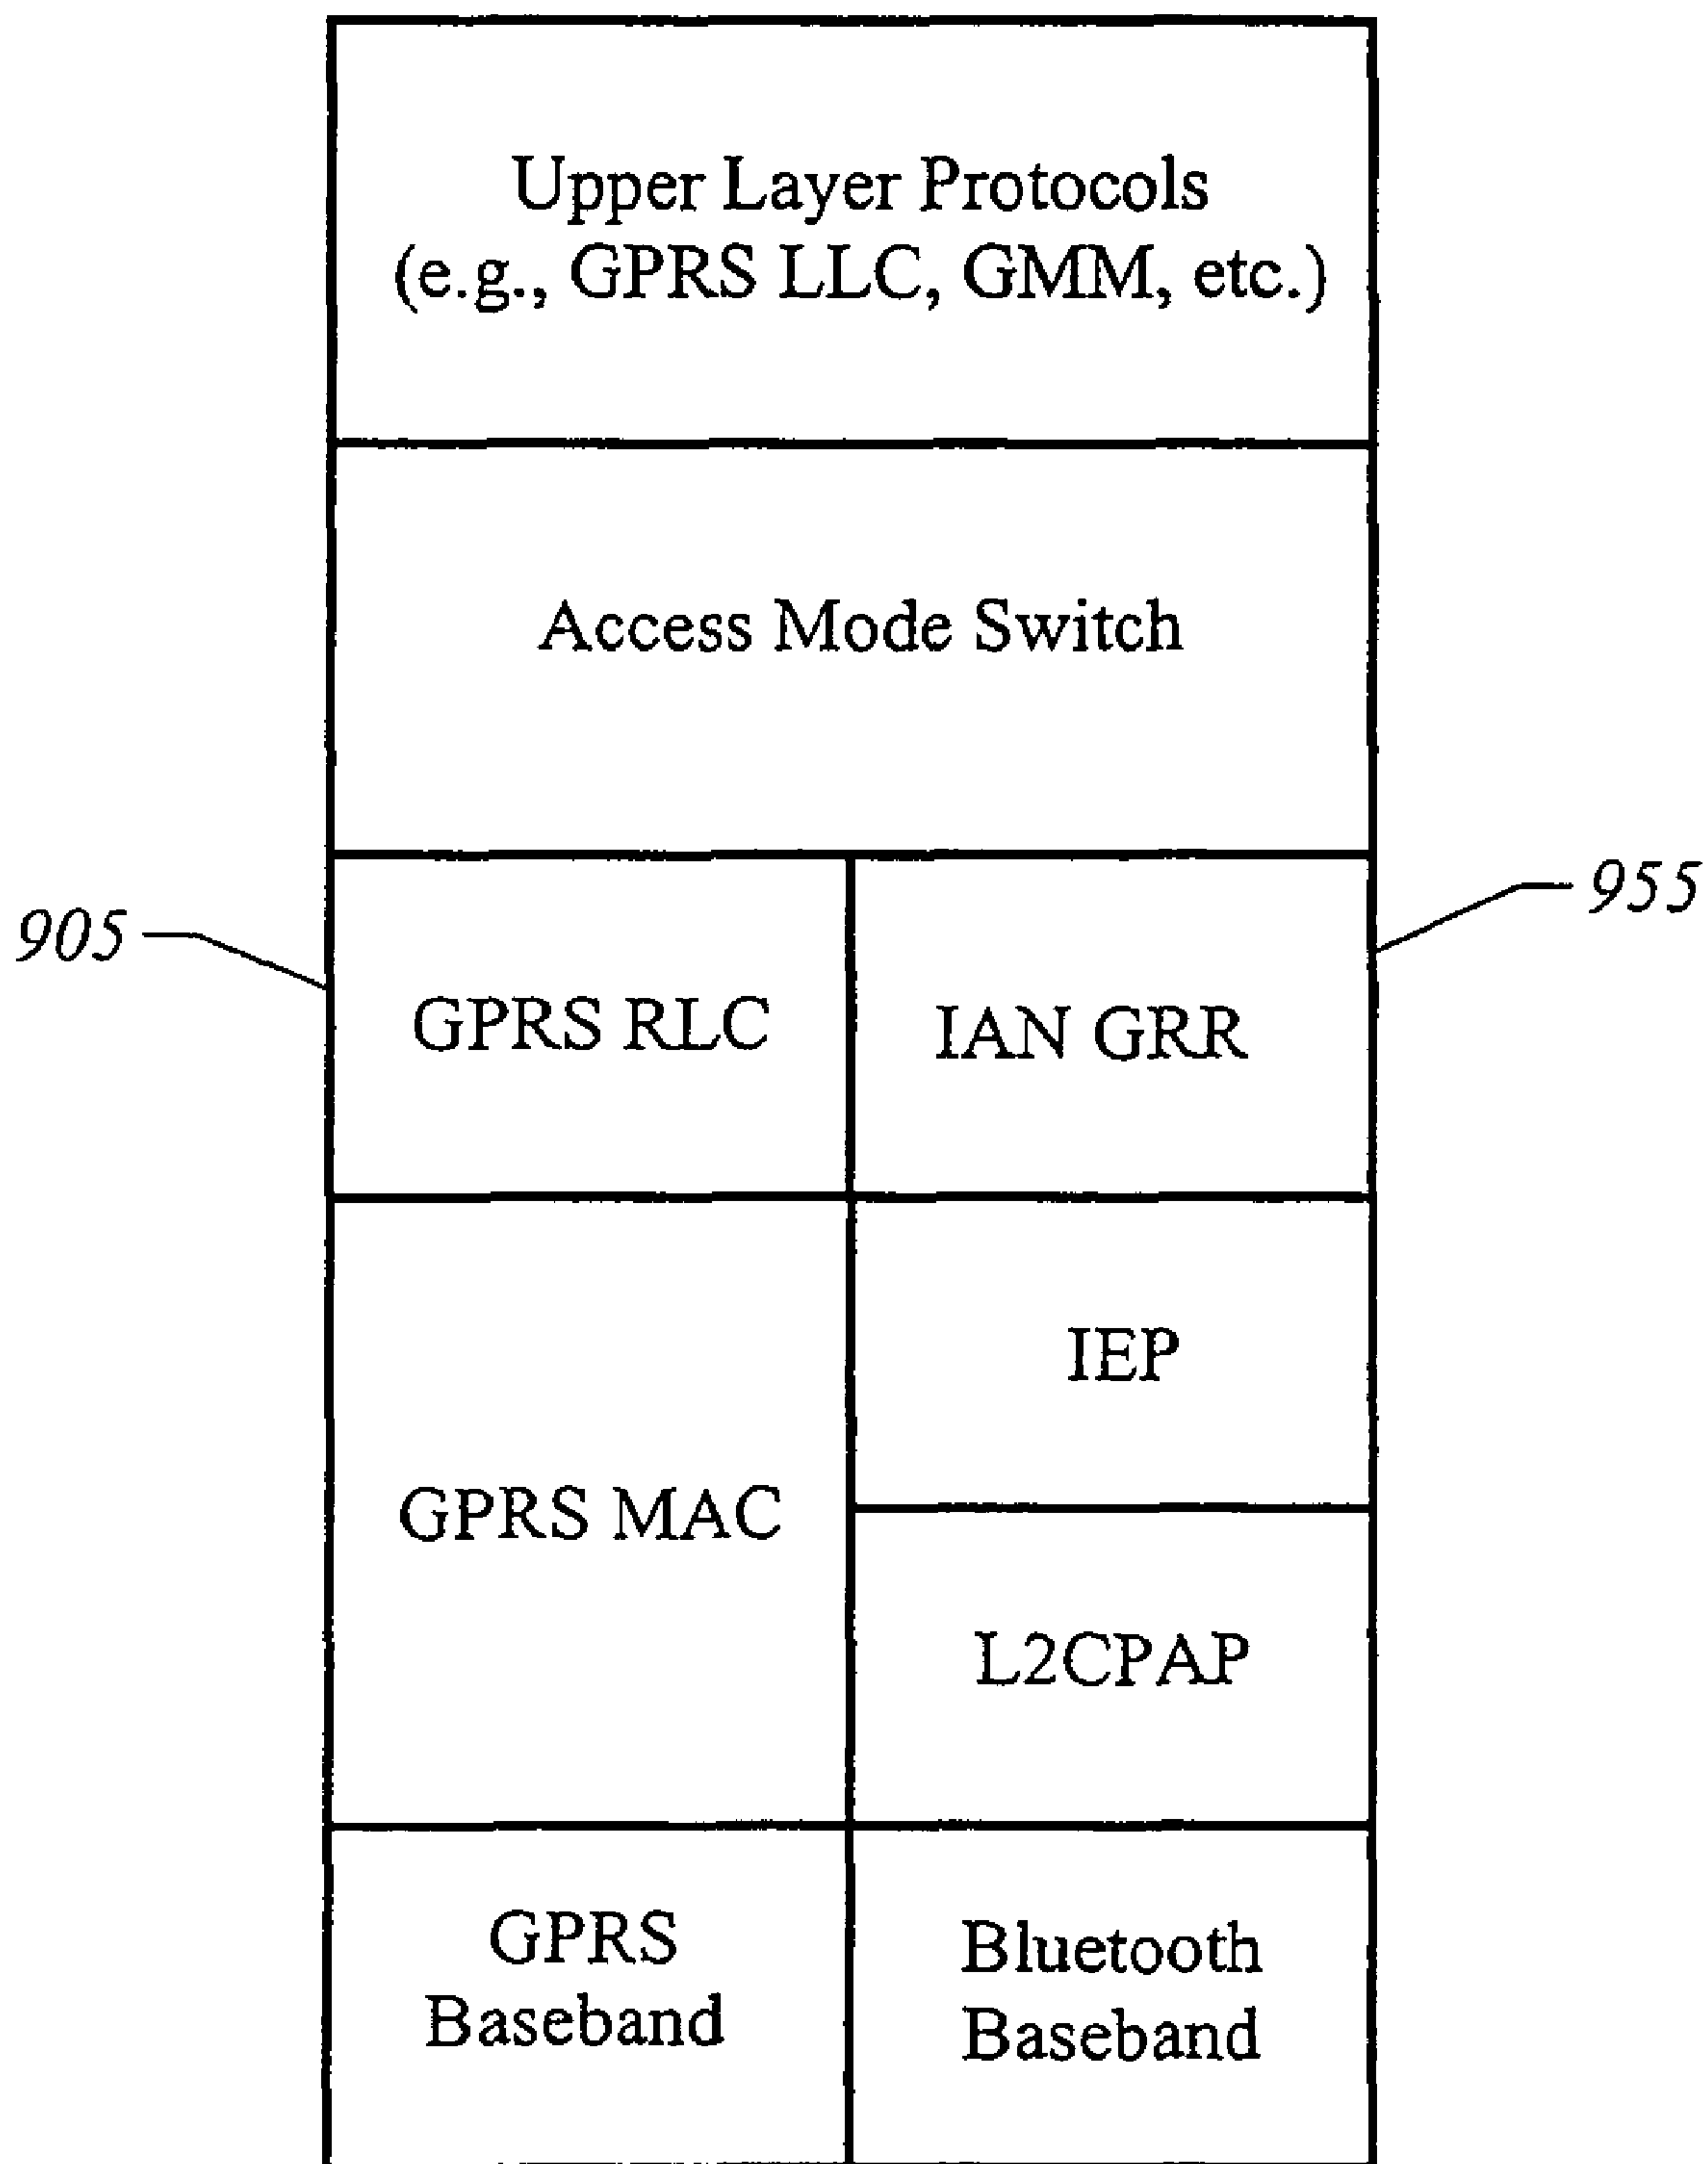 Upper Layer Protocols
(e.g., GPRS LLC, GMM, etc.)
Access Mode Switch
905
955
GPRS RLC
IAN GRR
IEP
GPRS MAC
L2CPAP
GPRS
Baseband
Bluetooth
Baseband